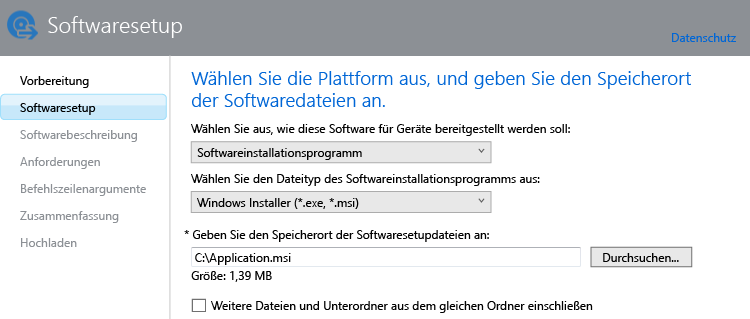 Softwaresetup
Datenschutz
Vorbereitung
Softwaresetup
Softwarebeschreibung
Anforderungen
Befehlszeilenargumente
Zusammenfassung
Hochladen
Wählen Sie die Plattform aus, und geben Sie den Speicherort
der Softwaredateien an.
Wählen Sie aus, wie diese Software für Geräte bereitgestellt werden soll:
Softwareinstallationsprogramm
Wählen Sie den Dateityp des Softwareinstallationsprogramms aus:
Windows Installer (*.exe, *.msi)
* Geben Sie den Speicherort der Softwaresetupdateien an:
C:\Application.msi
Durchsuchen...
Größe: 1,39 MB
Weitere Dateien und Unterordner aus dem gleichen Ordner einschließen